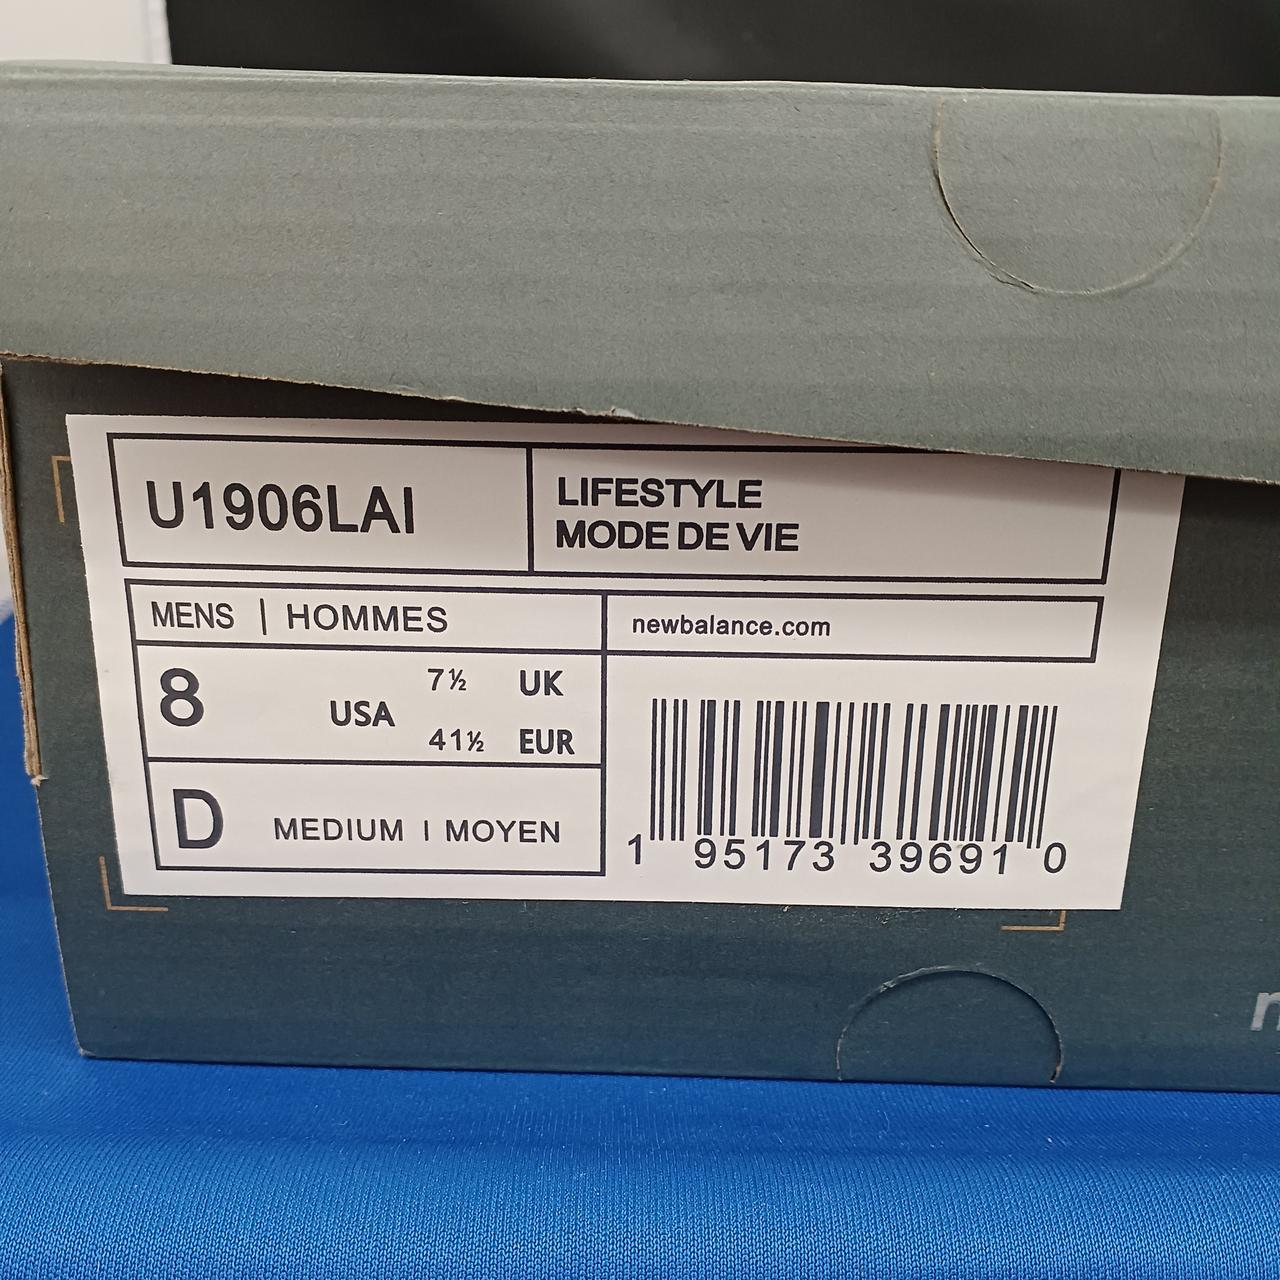 U1906LAI
LIFESTYLE
MODE DE VIE
MENS | HOMMES
newbalance.com
8 USA
7½ UK
41½ EUR
D MEDIUM | MOYEN
1 95173 39691 0